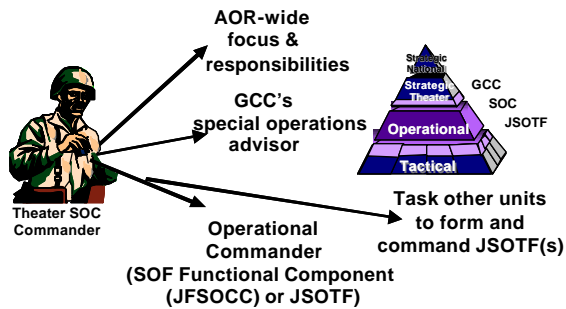 AOR-wide
focus &
responsibilities
GCC's
special operations
advisor
Strategic
National
Strategic
Theater
Operational
Tactical
GCC
SOC
JSOTF
Theater SOC
Commander
Operational
Commander
(SOF Functional Component
(JFSOCC) or JSOTF)
Task other units
to form and
command JSOTF(s)